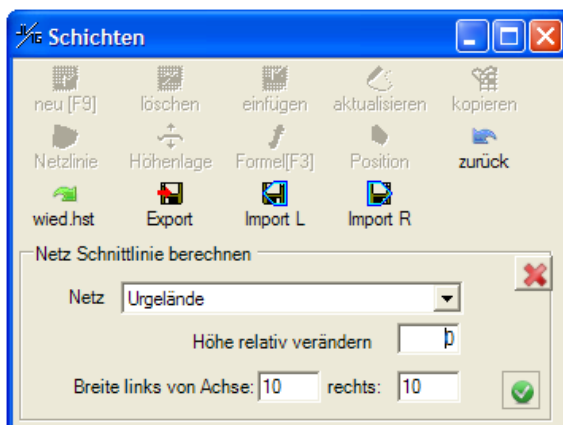 Schichten
neu [F9] löschen einfügen aktualisieren kopieren
Netzlinie Höhenlage Formel[F3] Position zurück
wied.hst Export Import L Import R
Netz Schnittlinie berechnen
Netz Urgelände
Höhe relativ verändern 0
Breite links von Achse: 10 rechts: 10